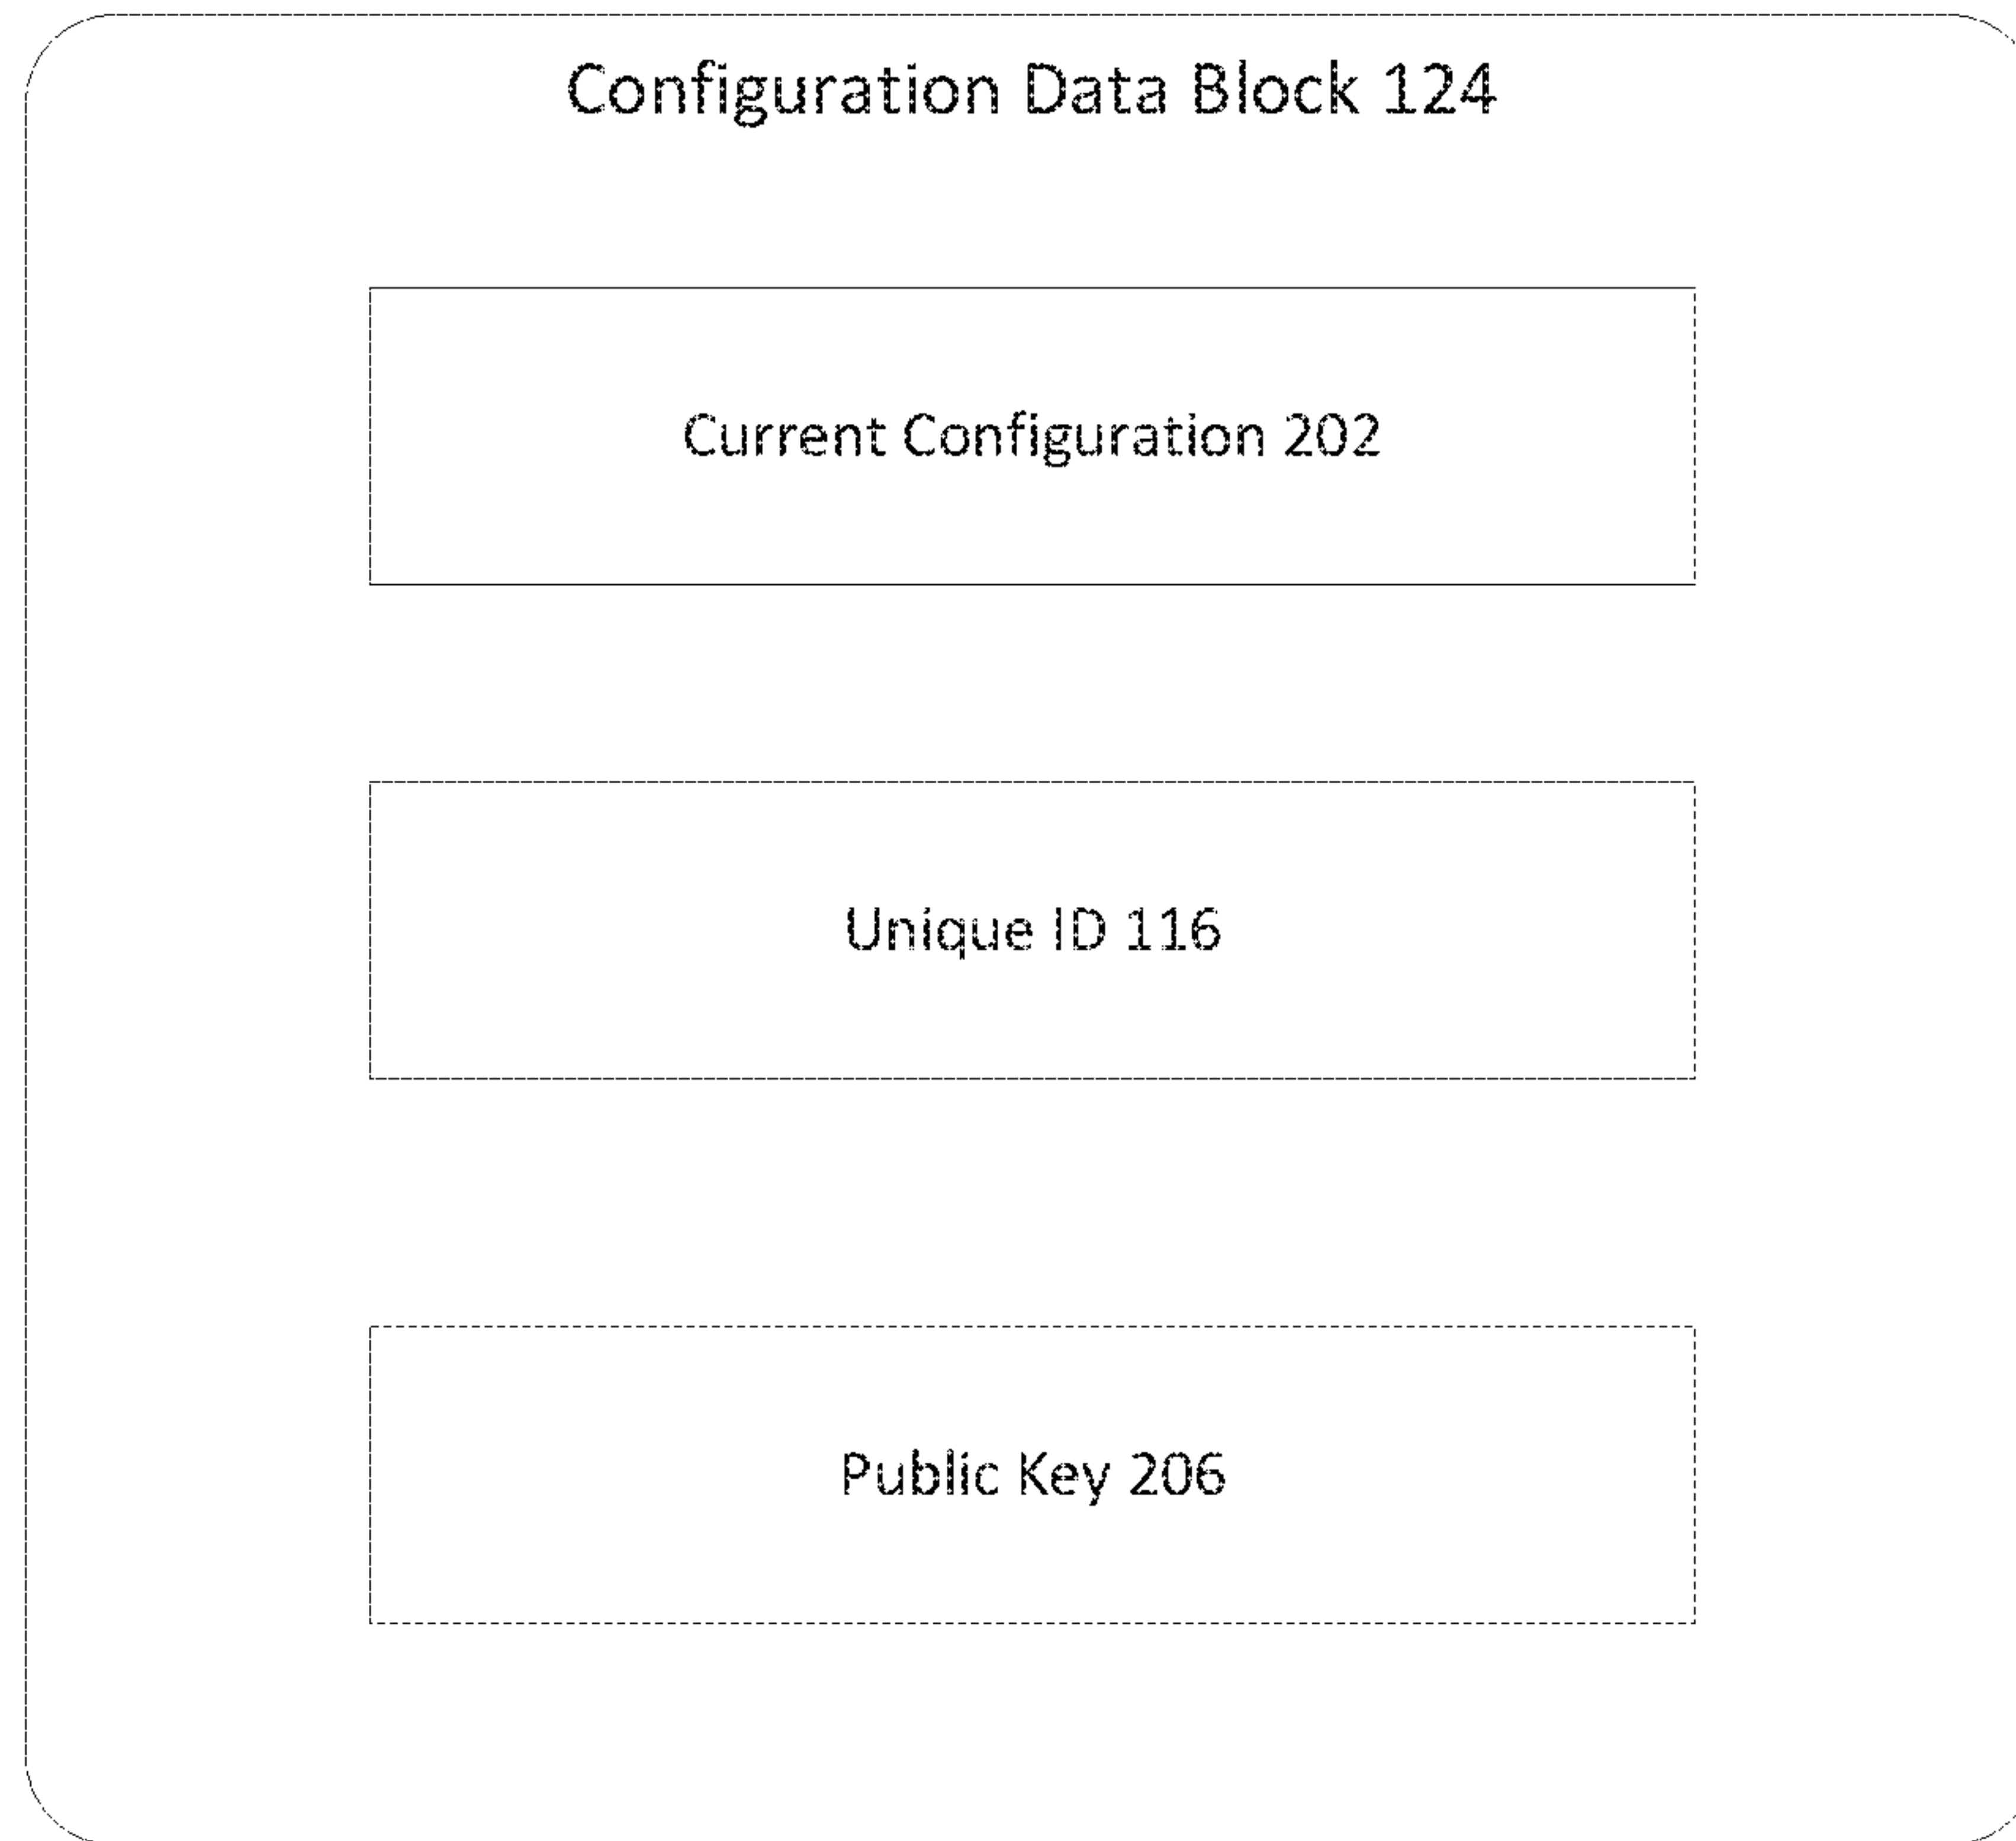 Configuration Data Block 124
Current Configuration 202
Unique ID 116
Public Key 206